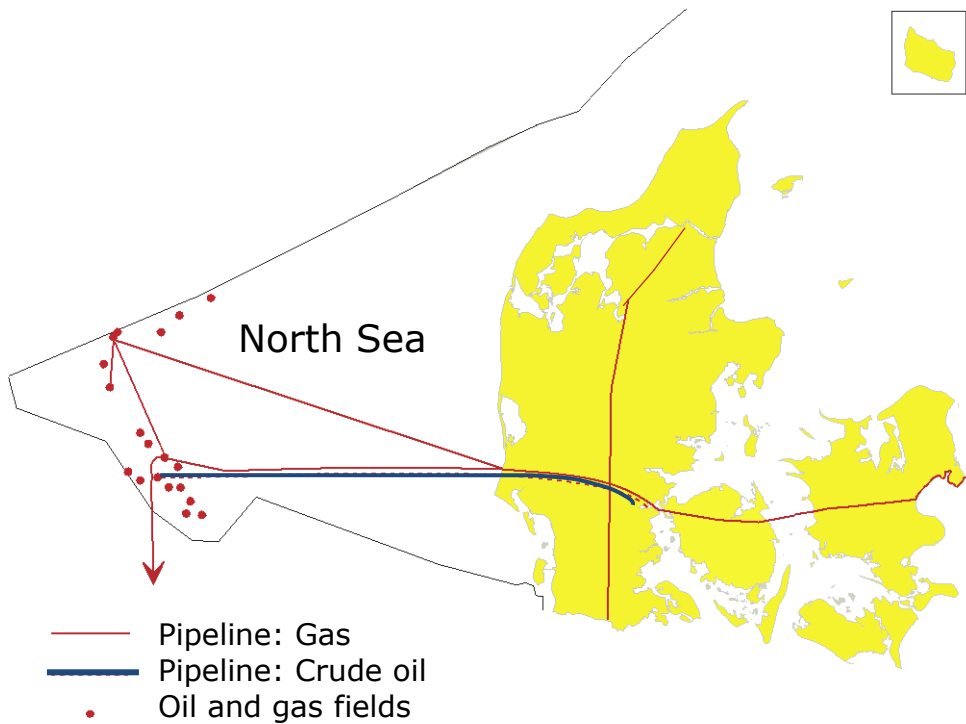 North Sea
Pipeline: Gas
Pipeline: Crude oil
Oil and gas fields